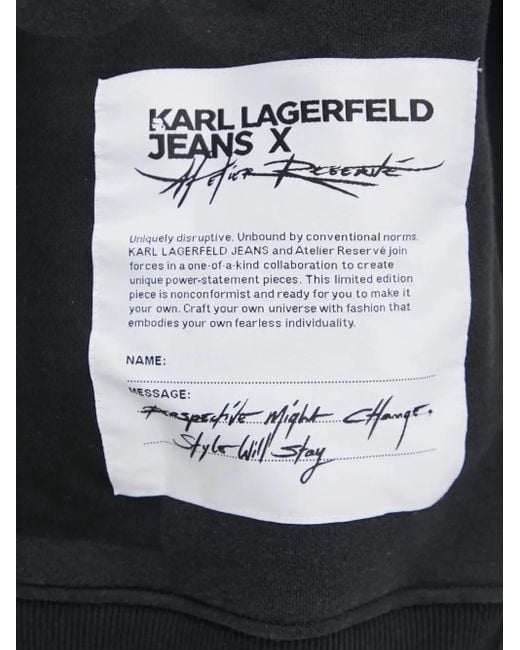 KARL LAGERFELD
JEANS X
Atelier Reservé
Uniquely disruptive. Unbound by conventional norms.
KARL LAGERFELD JEANS and Atelier Reservé join
forces in a one-of-a-kind collaboration to create
unique power-statement pieces. This limited edition
piece is nonconformist and ready for you to make it
your own. Craft your own universe with fashion that
embodies your own fearless individuality.
NAME:
MESSAGE:
Perspective Might Change,
Style Will Stay